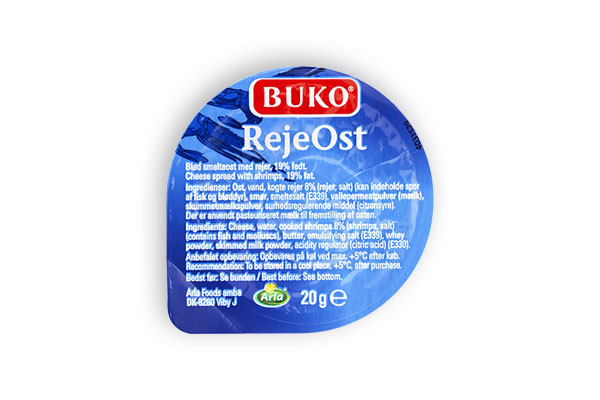 BUKO®
RejeOst
Blød smelteost med rejer, 19% fedt.
Cheese spread with shrimps, 19% fat.
Ingredienser: Ost, vand, kogte rejer 8% (rejer, salt) (kan indeholde spor
af fisk og bløddyr), smør, smeltesalt (E339), vallepermeatpulver (mælk),
skummetmælkspulver, surhedsregulerende middel (citronsyre).
Der er anvendt pasteuriseret mælk til fremstilling af osten.
Ingredients: Cheese, water, cooked shrimps 8% (shrimps, salt)
(contains fish and molluscs), butter, emulsifying salt (E339), whey
powder, skimmed milk powder, acidity regulator (citric acid) (E330).
Anbefalet opbevaring: Opbevares på køl ved max. +5°C efter køb.
Recommendation: To be stored in a cool place, +5°C, after purchase.
Bedst før: Se bunden / Best before: See bottom.
Arla Foods amba
DK-8260 Viby J
Arla
20g e